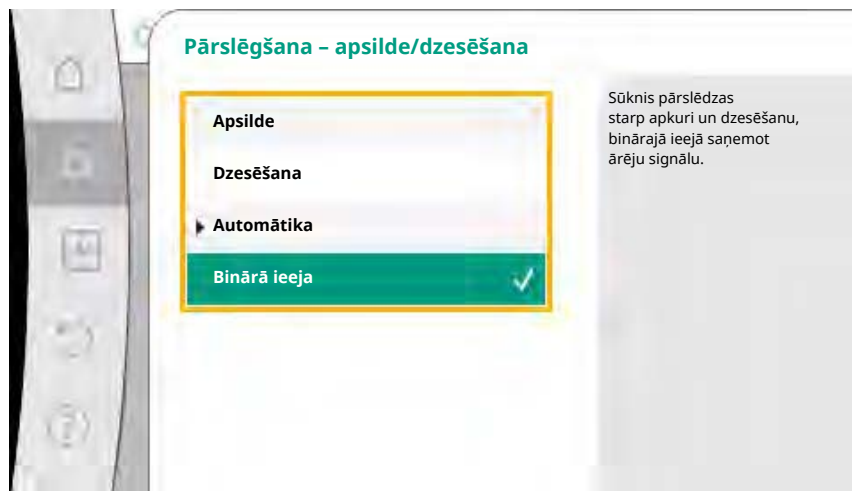 Pārslēgšana – apsilde/dzesēšana
Apsilde
Dzesēšana
Automātika
Binārā ieeja
Sūknis pārslēdzas
starp apkuri un dzesēšanu,
binārajā ieejā saņemot
ārēju signālu.